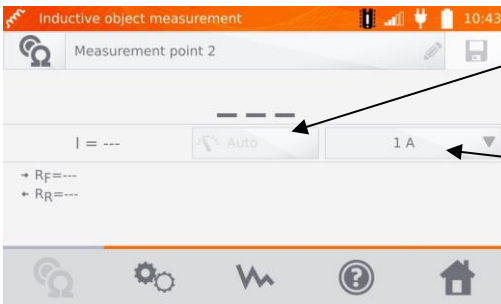 Inductive object measurement 10:43
Measurement point 2
— — —
I = --- Auto 1 A
→ RF=---
← RR=---